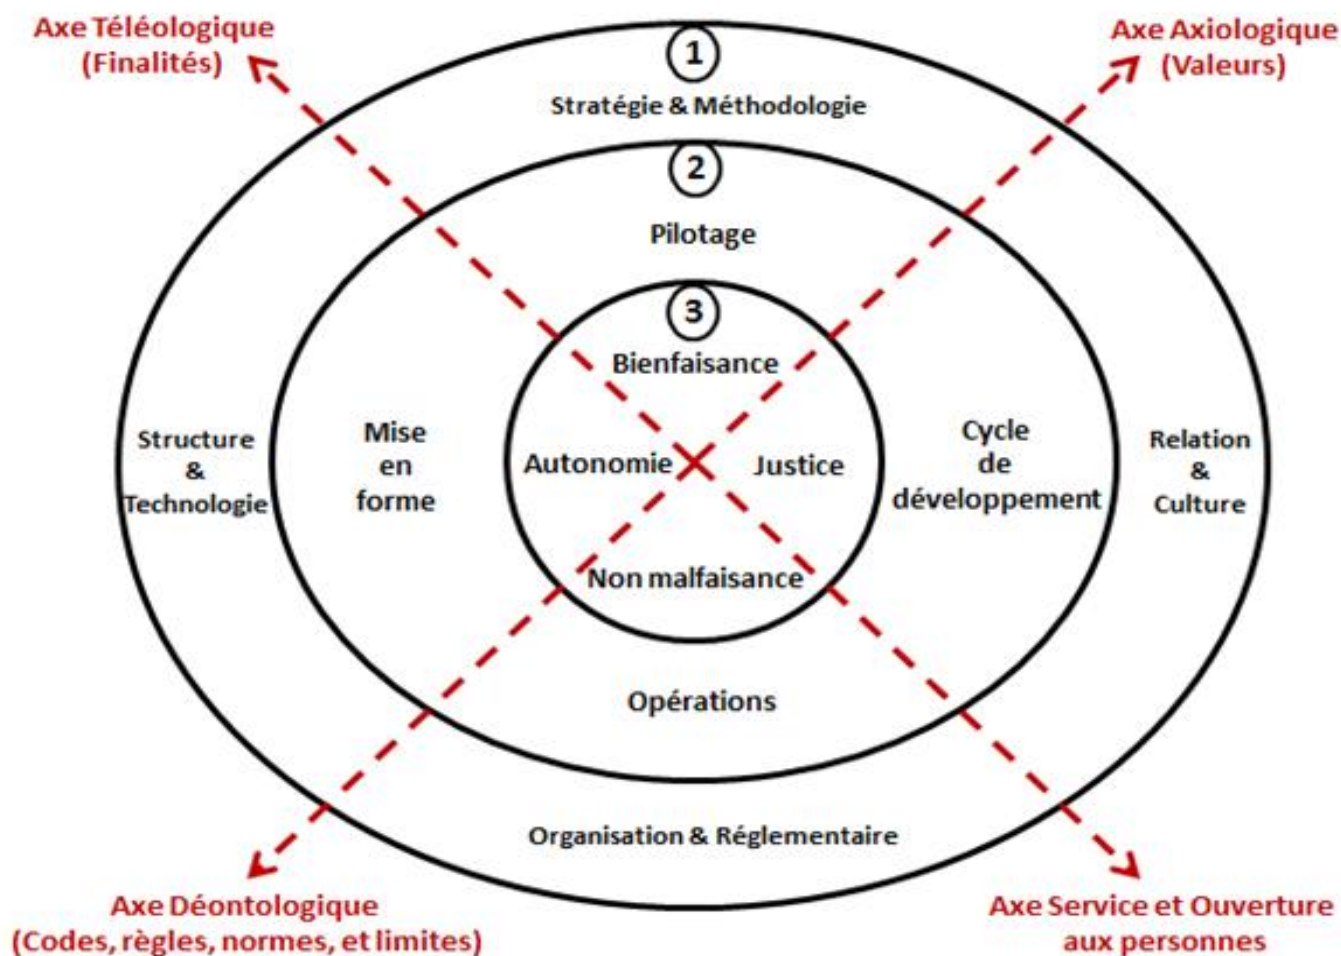 Axe Téléologique
(Finalités)
Axe Axiologique
(Valeurs)
1
Stratégie & Méthodologie
2
Pilotage
3
Bienfaisance
Structure
&
Technologie
Mise
en
forme
Autonomie
Justice
Cycle
de
développement
Relation
&
Culture
Non malfaisance
Opérations
Organisation & Réglementaire
Axe Déontologique
(Codes, règles, normes, et limites)
Axe Service et Ouverture
aux personnes